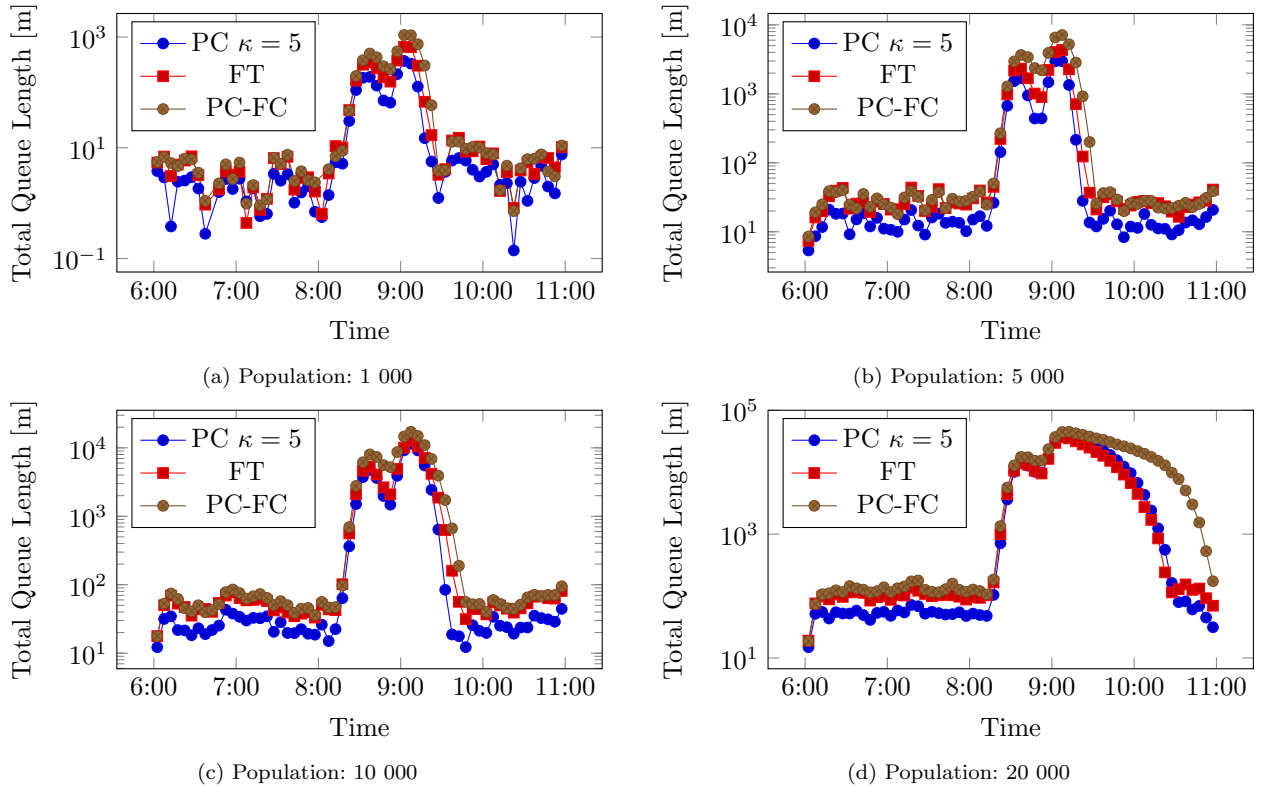 Total Queue Length [m]
10^3
10^1
10^−1
PC κ = 5
FT
PC-FC
6:00 7:00 8:00 9:00 10:00 11:00
Time
(a) Population: 1 000
Total Queue Length [m]
10^4
10^3
10^2
10^1
PC κ = 5
FT
PC-FC
6:00 7:00 8:00 9:00 10:00 11:00
Time
(b) Population: 5 000
Total Queue Length [m]
10^4
10^3
10^2
10^1
PC κ = 5
FT
PC-FC
6:00 7:00 8:00 9:00 10:00 11:00
Time
(c) Population: 10 000
Total Queue Length [m]
10^5
10^3
10^1
PC κ = 5
FT
PC-FC
6:00 7:00 8:00 9:00 10:00 11:00
Time
(d) Population: 20 000